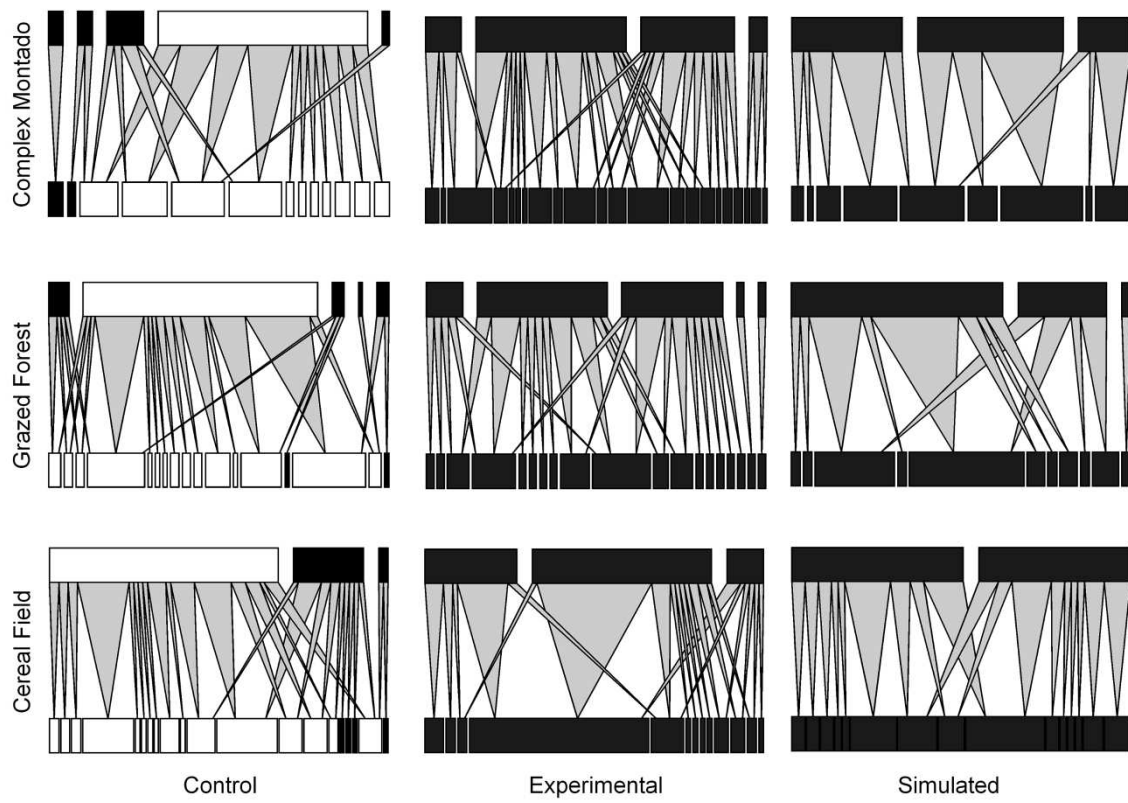 Complex Montado
Grazed Forest
Cereal Field
Control
Experimental
Simulated